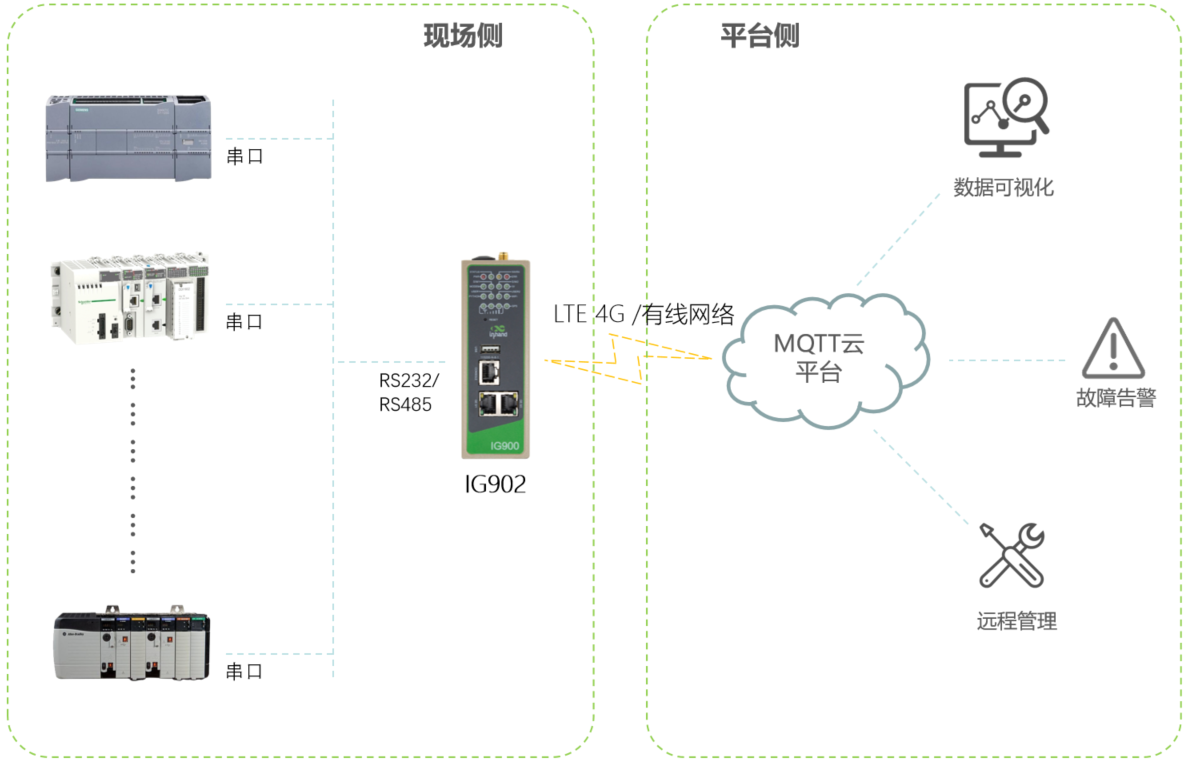 现场侧
平台侧
串口
串口
串口
RS232/
RS485
IG900
IG902
LTE 4G /有线网络
MQTT云
平台
数据可视化
故障告警
远程管理